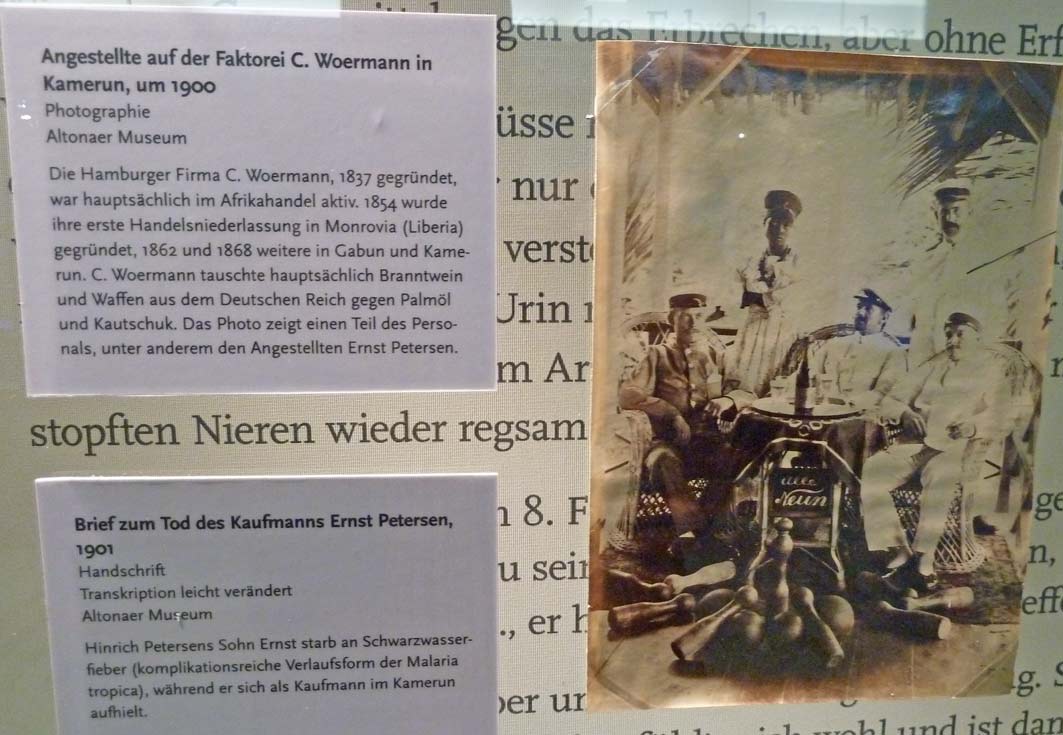 Angestellte auf der Faktorei C. Woermann in
Kamerun, um 1900
Photographie
Altonaer Museum
Die Hamburger Firma C. Woermann, 1837 gegründet,
war hauptsächlich im Afrikahandel aktiv. 1854 wurde
ihre erste Handelsniederlassung in Monrovia (Liberia)
gegründet, 1862 und 1868 weitere in Gabun und Kame-
run. C. Woermann tauschte hauptsächlich Branntwein
und Waffen aus dem Deutschen Reich gegen Palmöl
und Kautschuk. Das Photo zeigt einen Teil des Perso-
nals, unter anderem den Angestellten Ernst Petersen.
Brief zum Tod des Kaufmanns Ernst Petersen,
1901
Handschrift
Transkription leicht verändert
Altonaer Museum
Hinrich Petersens Sohn Ernst starb an Schwarzwasser-
fieber (komplikationsreiche Verlaufsform der Malaria
tropica), während er sich als Kaufmann im Kamerun
aufhielt.
gen das Erbrechen, aber ohne Erf
üsse
nur
verst
Urin
m Ar
stopften Nieren wieder regsam
8. F
u sein
., er h
ber ur
wohl und ist dan
alle
Neun